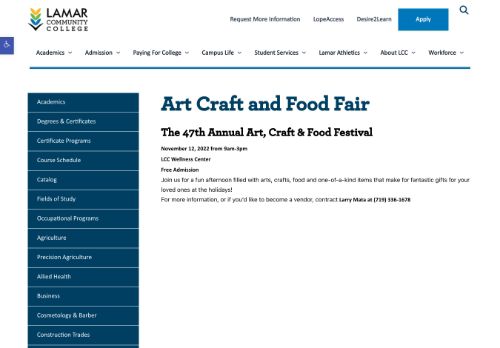 LAMAR
COMMUNITY
COLLEGE
Request More Information LopeAccess Desire2Learn Apply
Academics Admission Paying For College Campus Life Student Services Lamar Athletics About LCC Workforce
Academics
Degrees & Certificates
Certificate Programs
Course Schedule
Catalog
Fields of Study
Occupational Programs
Agriculture
Precision Agriculture
Allied Health
Business
Cosmetology & Barber
Construction Trades
Art Craft and Food Fair
The 47th Annual Art, Craft & Food Festival
November 12, 2022 from 9am-3pm
LCC Wellness Center
Free Admission
Join us for a fun afternoon filled with arts, crafts, food and one-of-a-kind items that make for fantastic gifts for your
loved ones at the holidays!
For more information, or if you'd like to become a vendor, contract Larry Mata at (719) 336-1678